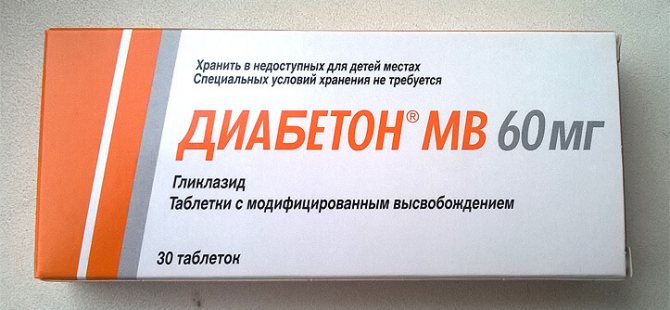 Хранить в недоступных для детей местах
Специальных условий хранения не требуется
ДИАБЕТОН® МВ 60 мг
Гликлазид
Таблетки с модифицированным высвобождением
30 таблеток